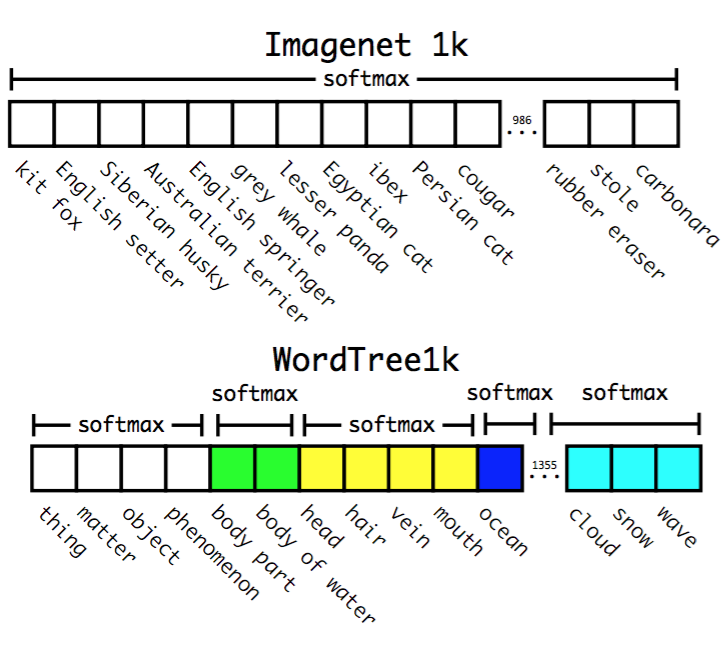 Imagenet 1k
softmax
986
...
kit fox
English setter
Siberian husky
Australian terrier
English springer
grey whale
lesser panda
Egyptian cat
ibex
Persian cat
cougar
rubber eraser
stole
carbonara
WordTree1k
softmax
softmax
softmax
softmax
softmax
1355
...
thing
matter
object
phenomenon
body part
body of water
head
hair
vein
mouth
ocean
cloud
snow
wave